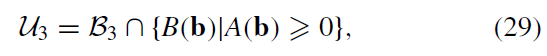 𝒰₃ = ℬ₃ ∩ {B(𝐛)|A(𝐛) ⩾ 0}, (29)